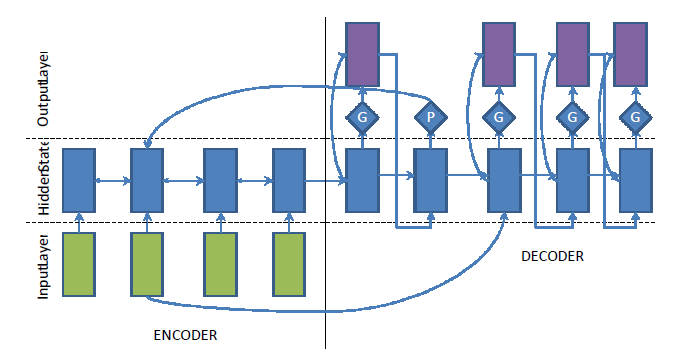 OutputLayer
G P G G G
HiddenState
InputLayer
DECODER
ENCODER